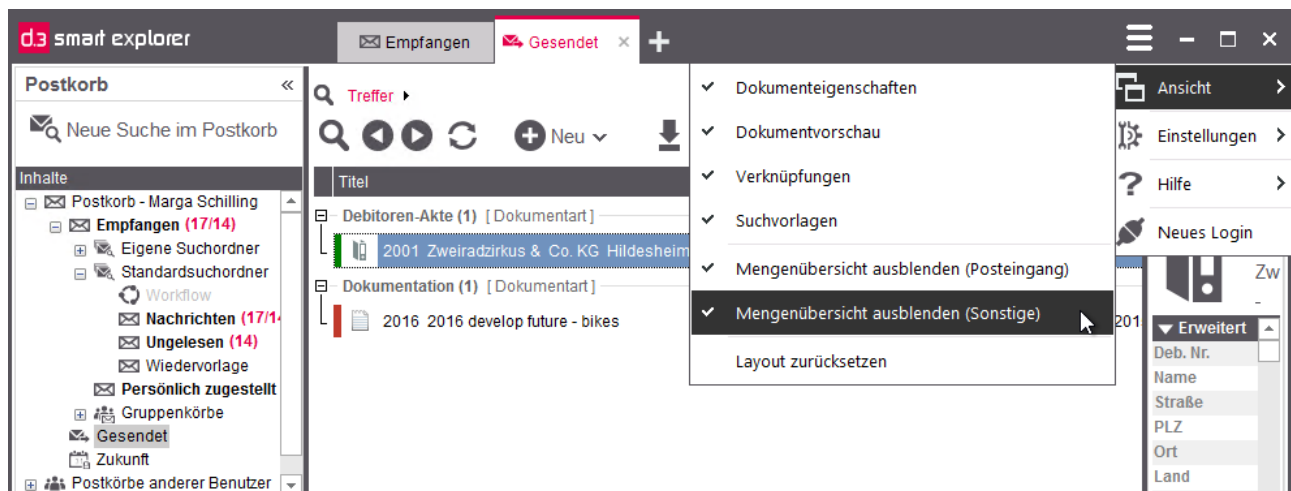 d.3 smart explorer
Empfangen
Gesendet
Postkorb
Neue Suche im Postkorb
Inhalte
Postkorb - Marga Schilling
Empfangen (17/14)
Eigene Suchordner
Standardsuchordner
Workflow
Nachrichten (17/1
Ungelesen (14)
Wiedervorlage
Persönlich zugestellt
Gruppenkörbe
Gesendet
Zukunft
Postkörbe anderer Benutzer
Treffer
Neu
Titel
Debitoren-Akte (1) [ Dokumentart ]
2001 Zweiradzirkus & Co. KG Hildesheim
Dokumentation (1) [ Dokumentart ]
2016 2016 develop future - bikes
201
Dokumenteigenschaften
Dokumentvorschau
Verknüpfungen
Suchvorlagen
Mengenübersicht ausblenden (Posteingang)
Mengenübersicht ausblenden (Sonstige)
Layout zurücksetzen
Ansicht
Einstellungen
Hilfe
Neues Login
Zw
-
Erweitert
Deb. Nr.
Name
Straße
PLZ
Ort
Land